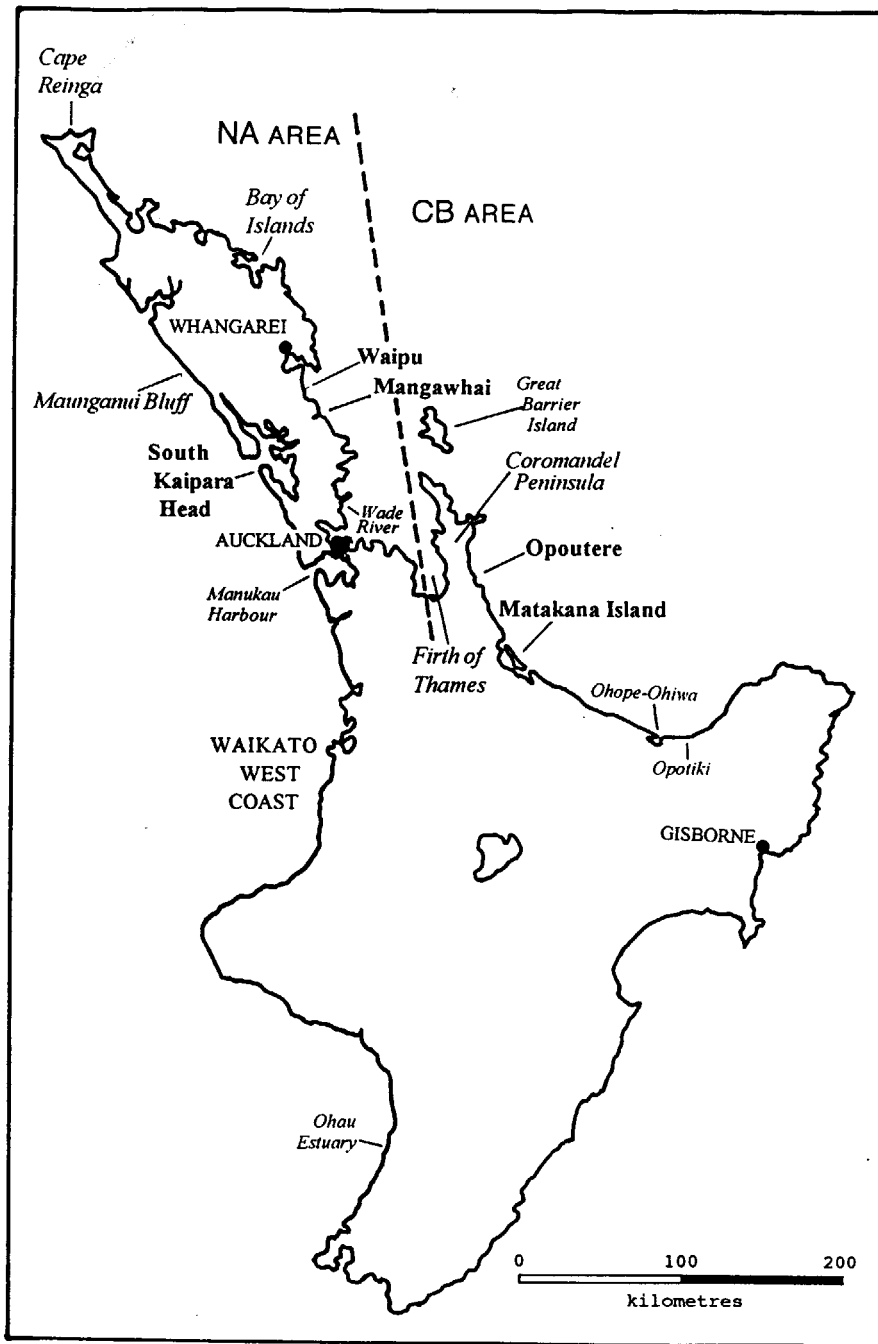 Cape
Reinga
NA AREA
Bay of
Islands
CB AREA
WHANGAREI
Waipu
Mangawhai
Maunganui Bluff
Great
Barrier
Island
South
Kaipara
Head
Coromandel
Peninsula
Wade
River
AUCKLAND
Opoutere
Manukau
Harbour
Matakana Island
Firth of
Thames
Ohope-Ohiwa
WAIKATO
WEST
COAST
Opotiki
GISBORNE
Ohau
Estuary
0 100 200
kilometres